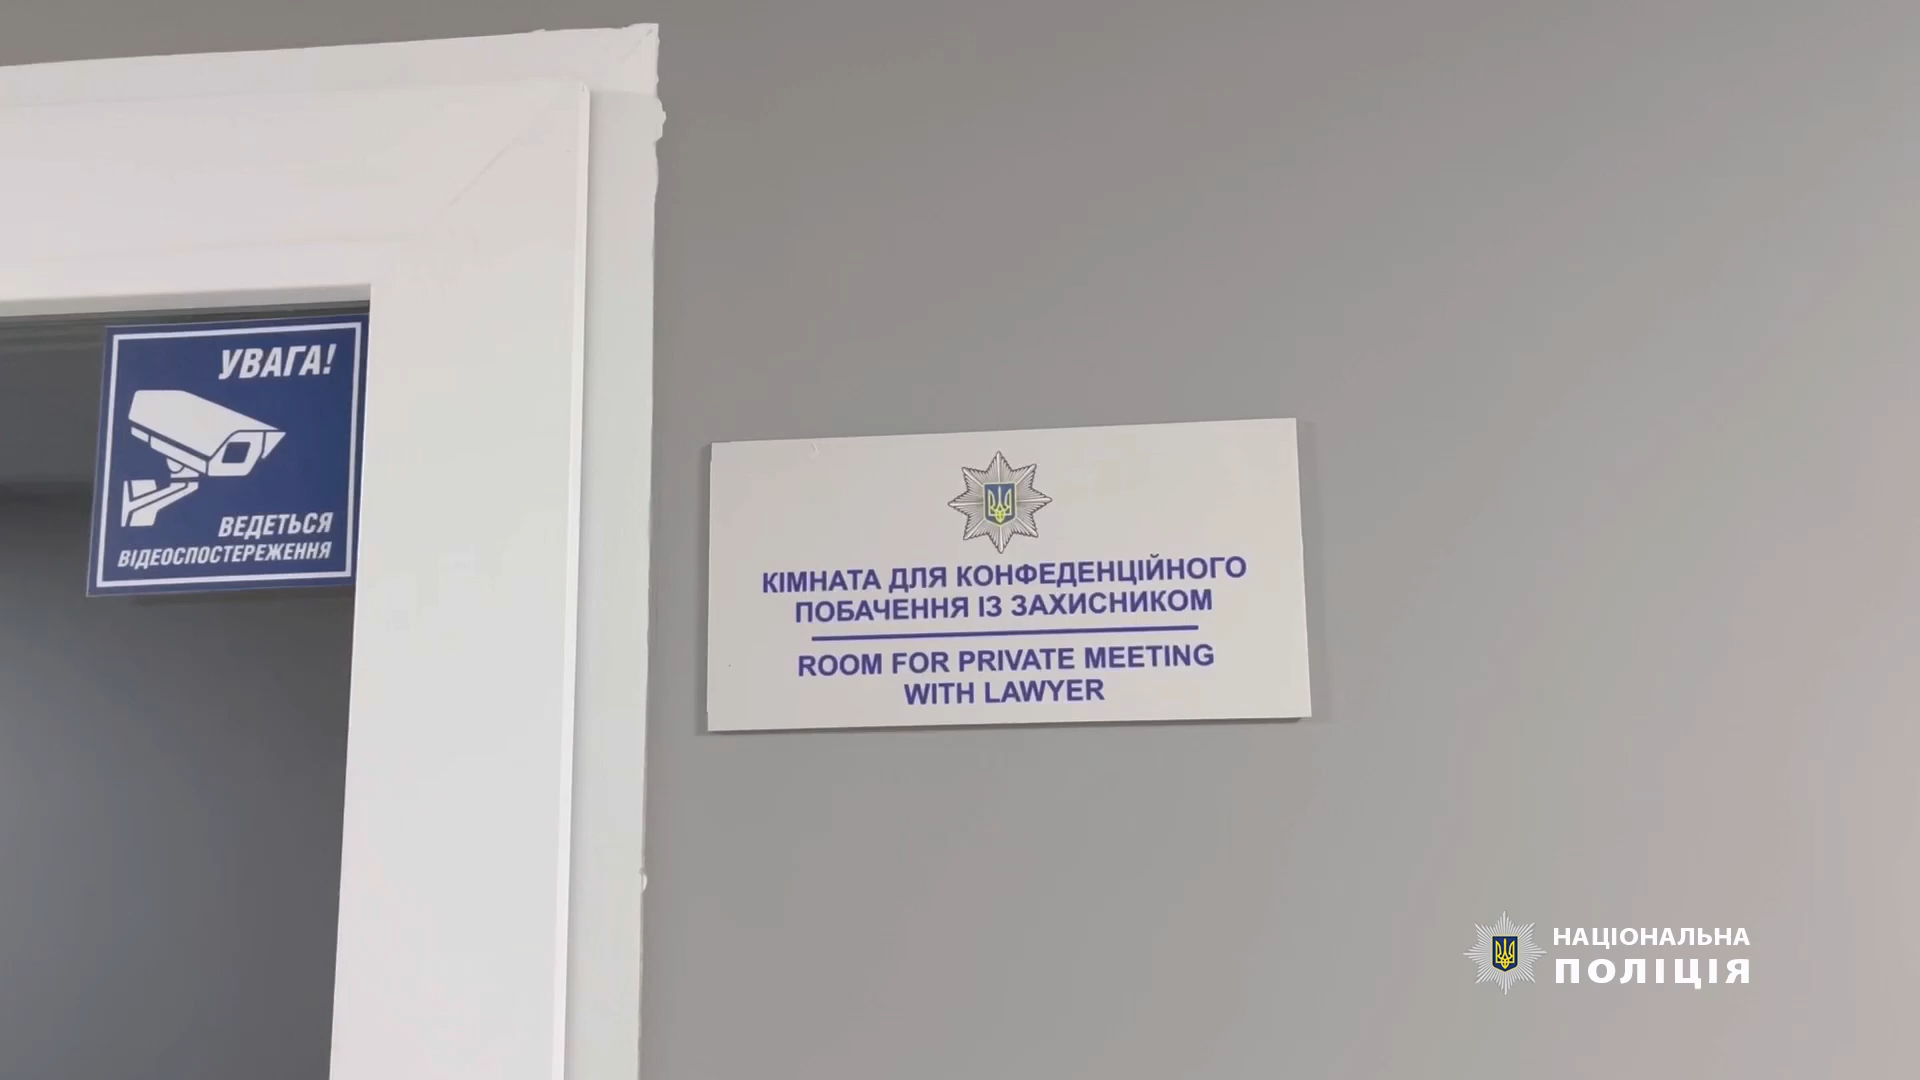 УВАГА!
ВЕДЕТЬСЯ
ВІДЕОСПОСТЕРЕЖЕННЯ
КІМНАТА ДЛЯ КОНФЕДЕНЦІЙНОГО
ПОБАЧЕННЯ ІЗ ЗАХИСНИКОМ
ROOM FOR PRIVATE MEETING
WITH LAWYER
НАЦІОНАЛЬНА
ПОЛІЦІЯ